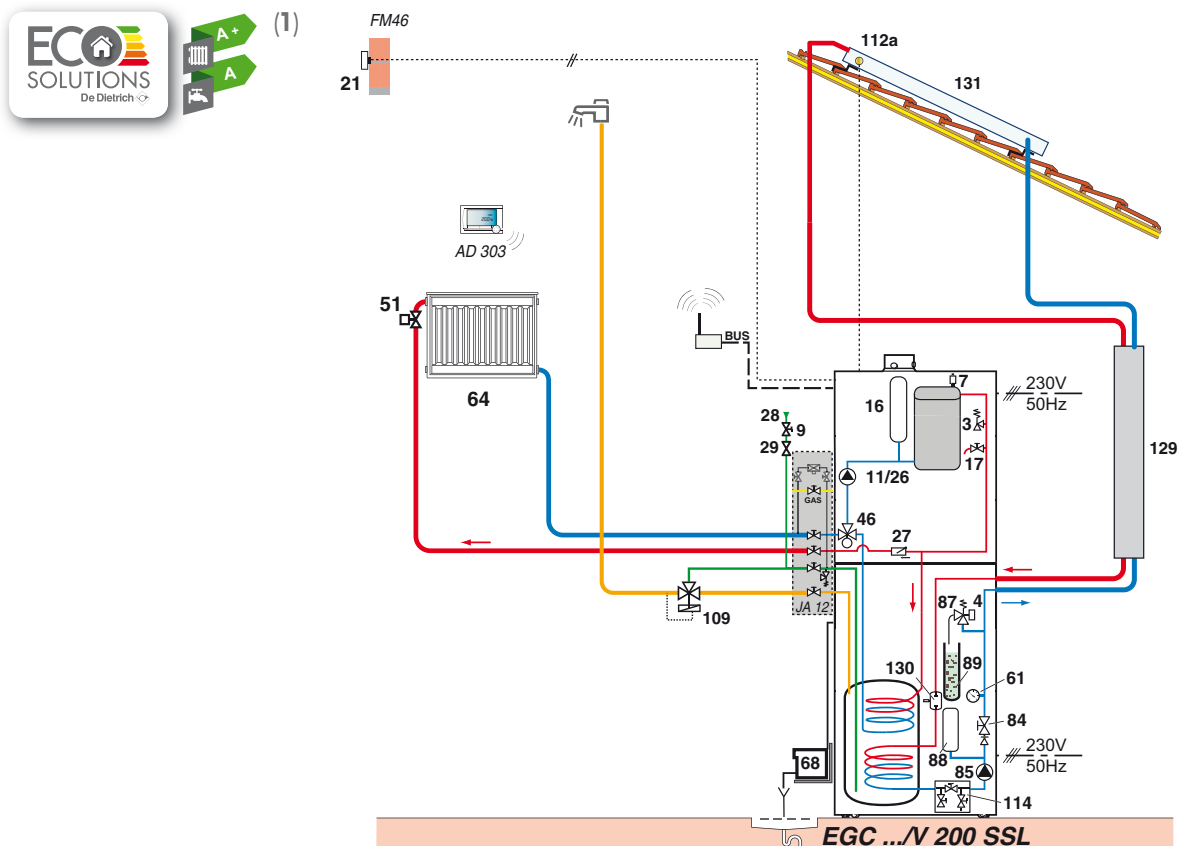 ECO
SOLUTIONS
De Dietrich
A+
A
(1)
FM46
21
112a
131
AD 303
51
64
BUS
28
9
29
16
7
3
17
11/26
230V
50Hz
129
GAS
46
27
JA 12
109
87
4
89
130
61
84
88
85
230V
50Hz
68
114
EGC .../V 200 SSL